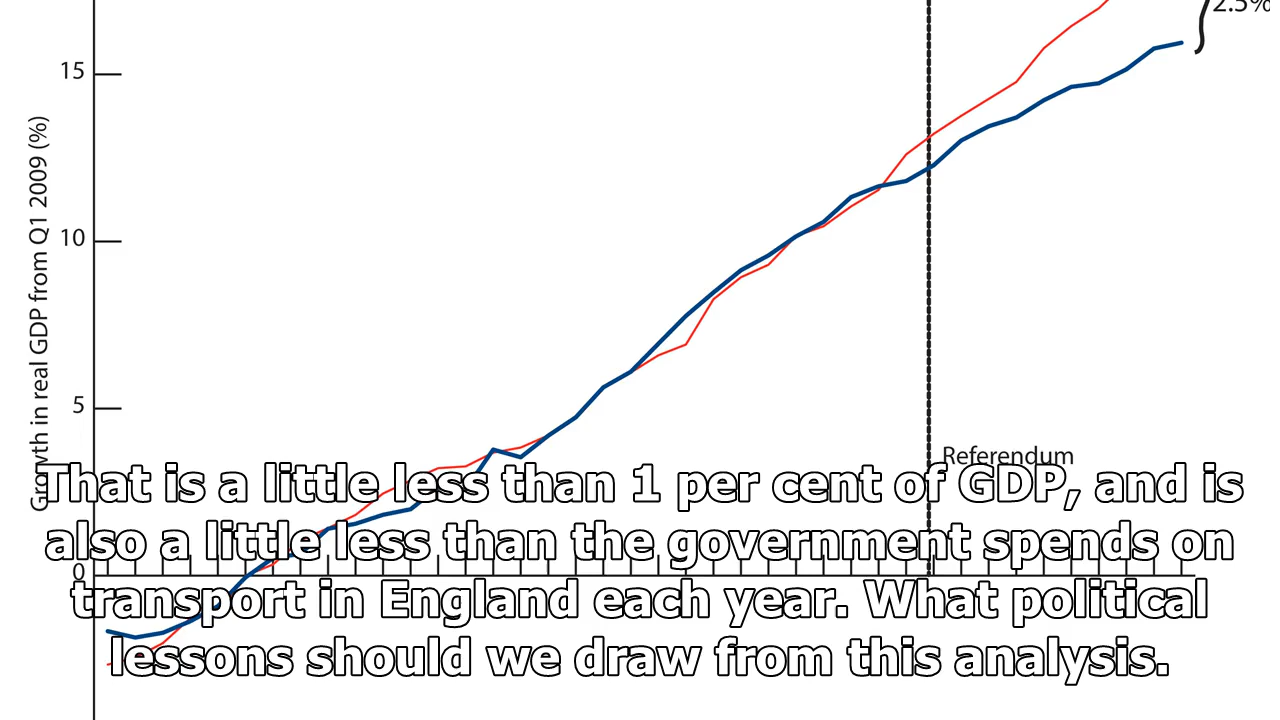 2.5%
15
Growth in real GDP from Q1 2009 (%)
10
5
Referendum
0
That is a little less than 1 per cent of GDP, and is
also a little less than the government spends on
transport in England each year. What political
lessons should we draw from this analysis.